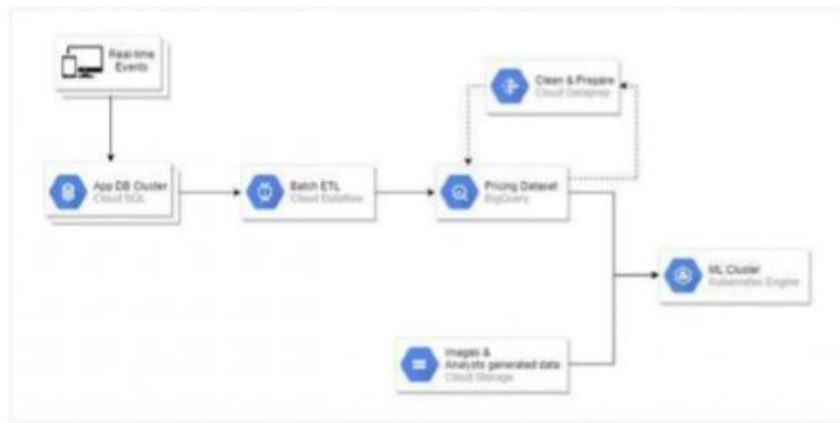 Real-time
Events
Clean & Prepare
Cloud Dataprep
App DB Cluster
Cloud SQL
Batch ETL
Cloud Dataflow
Pricing Dataset
BigQuery
ML Cluster
Kubernetes Engine
Images &
Analysts generated data
Cloud Storage